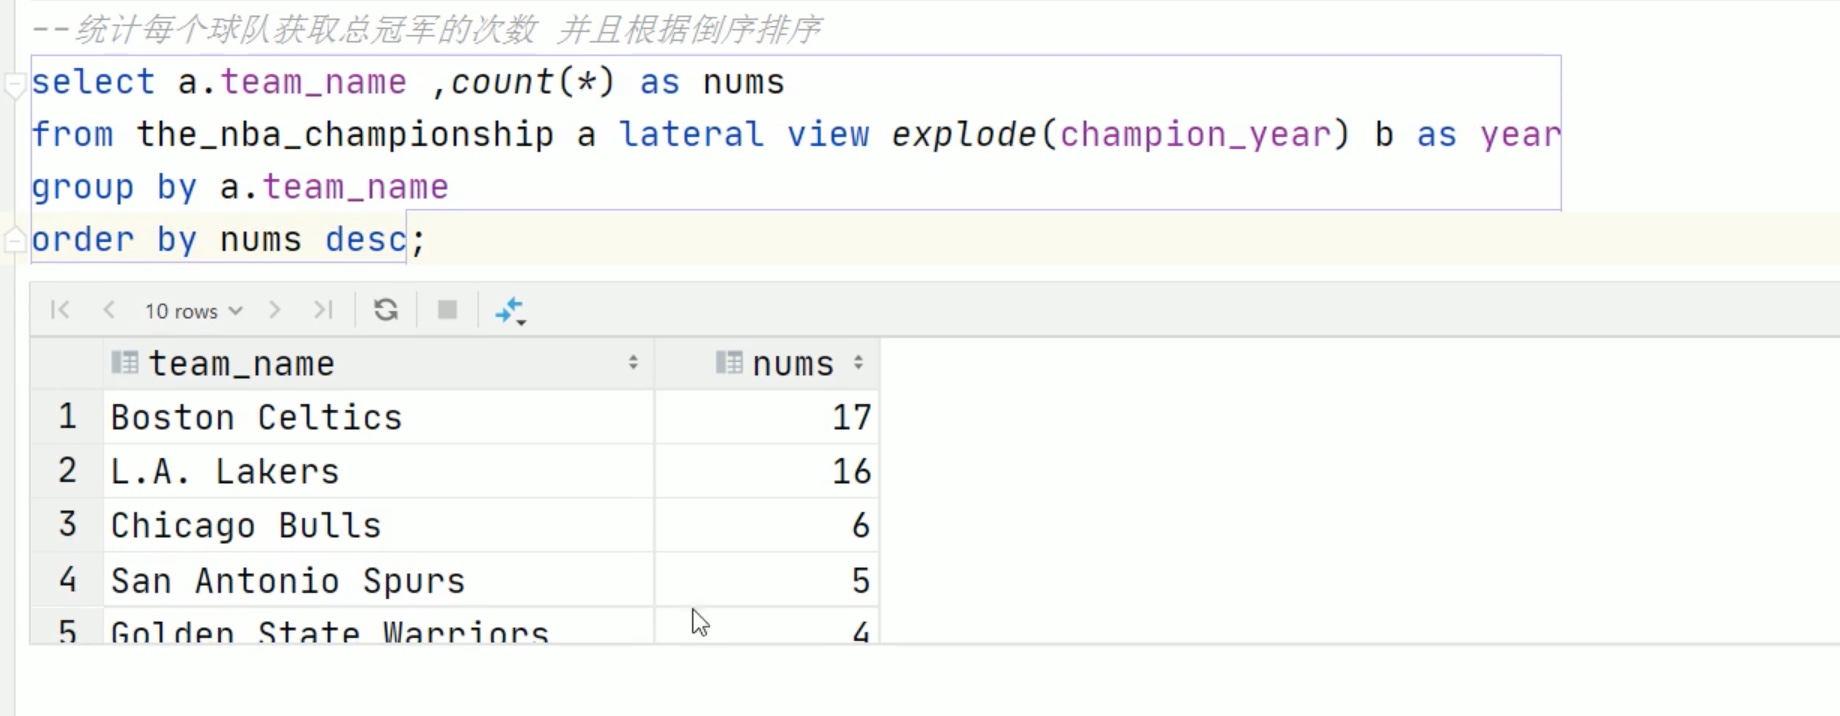 --统计每个球队获取总冠军的次数 并且根据倒序排序
select a.team_name ,count(*) as nums
from the_nba_championship a lateral view explode(champion_year) b as year
group by a.team_name
order by nums desc;
10 rows
team_name nums
1 Boston Celtics 17
2 L.A. Lakers 16
3 Chicago Bulls 6
4 San Antonio Spurs 5
5 Golden State Warriors 4